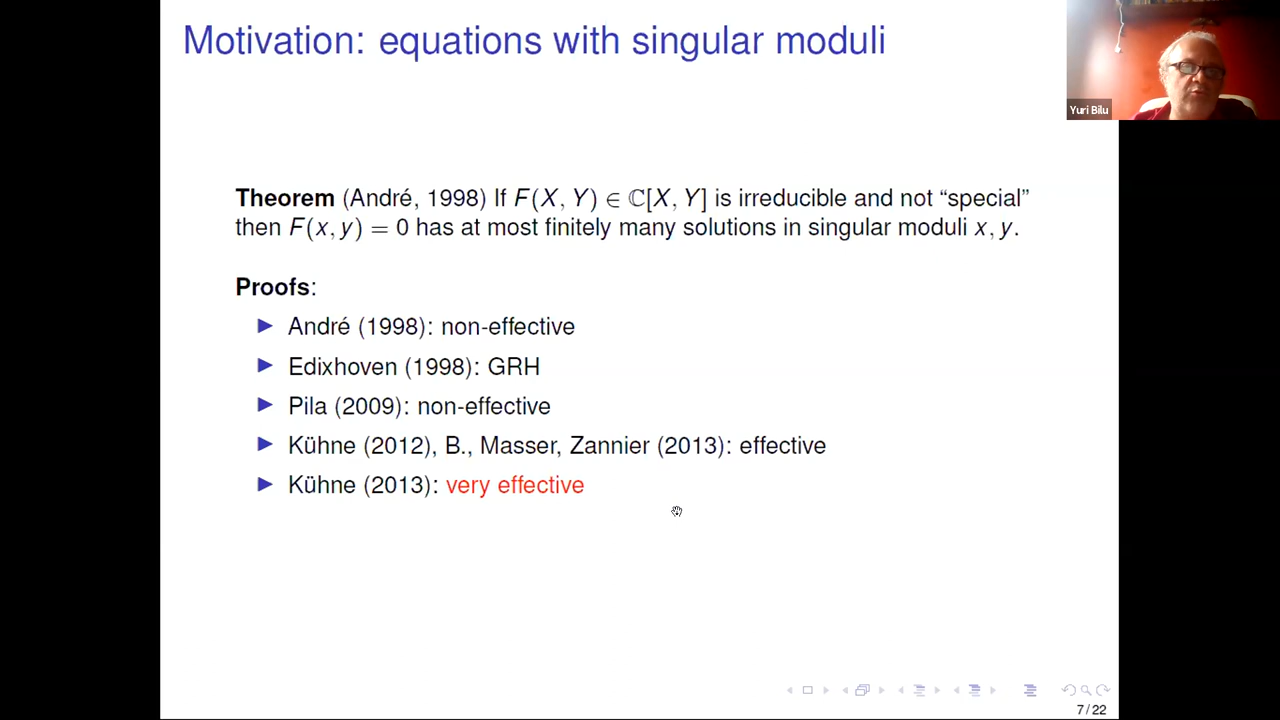 Motivation: equations with singular moduli
Yuri Bilu
Theorem (André, 1998) If F(X, Y) ∈ ℂ[X, Y] is irreducible and not “special”
then F(x, y) = 0 has at most finitely many solutions in singular moduli x, y.
Proofs:
▶ André (1998): non-effective
▶ Edixhoven (1998): GRH
▶ Pila (2009): non-effective
▶ Kühne (2012), B., Masser, Zannier (2013): effective
▶ Kühne (2013): very effective
7 / 22